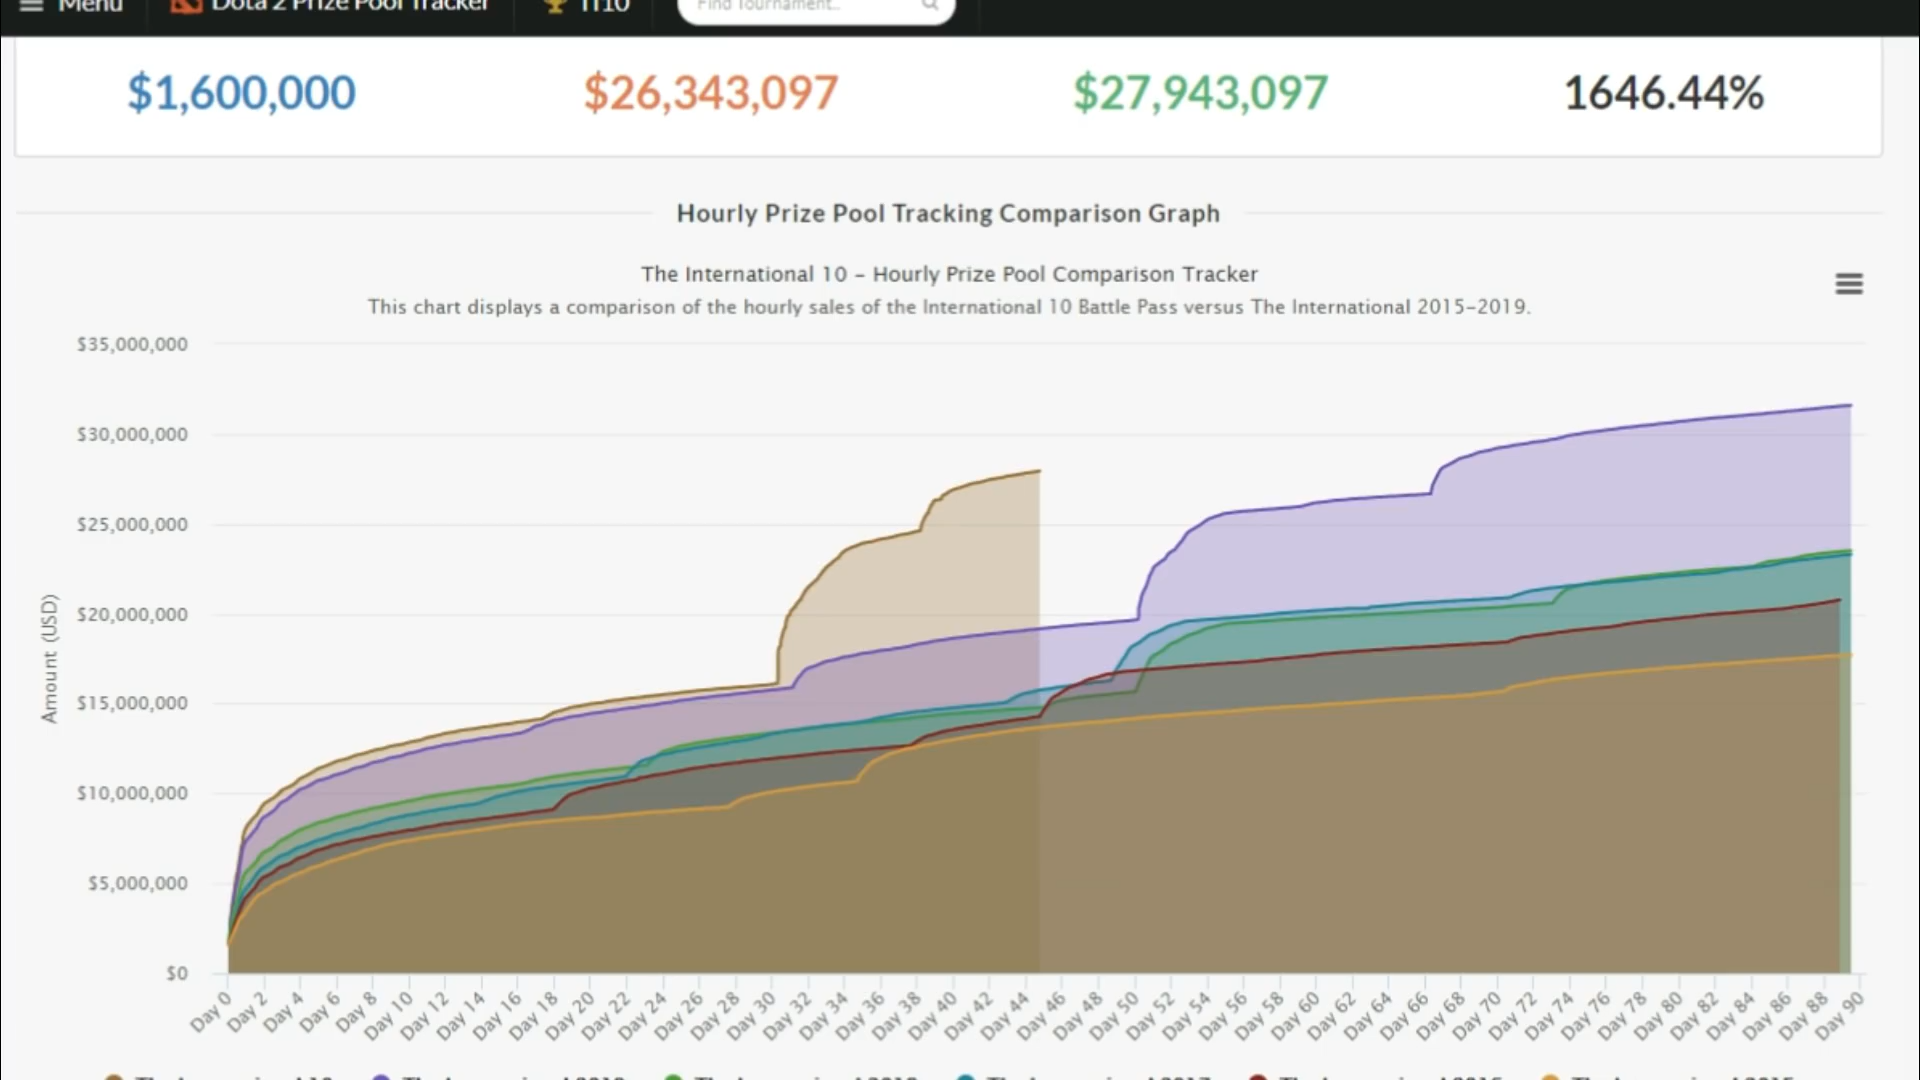 Menu Dota 2 Prize Pool Tracker TI10 Find Tournament...
$1,600,000 $26,343,097 $27,943,097 1646.44%
Hourly Prize Pool Tracking Comparison Graph
The International 10 – Hourly Prize Pool Comparison Tracker
This chart displays a comparison of the hourly sales of the International 10 Battle Pass versus The International 2015–2019.
$35,000,000
$30,000,000
$25,000,000
$20,000,000
$15,000,000
$10,000,000
$5,000,000
$0
Amount (USD)
Day 0 Day 2 Day 4 Day 6 Day 8 Day 10 Day 12 Day 14 Day 16 Day 18 Day 20 Day 22 Day 24 Day 26 Day 28 Day 30 Day 32 Day 34 Day 36 Day 38 Day 40 Day 42 Day 44 Day 46 Day 48 Day 50 Day 52 Day 54 Day 56 Day 58 Day 60 Day 62 Day 64 Day 66 Day 68 Day 70 Day 72 Day 74 Day 76 Day 78 Day 80 Day 82 Day 84 Day 86 Day 88 Day 90